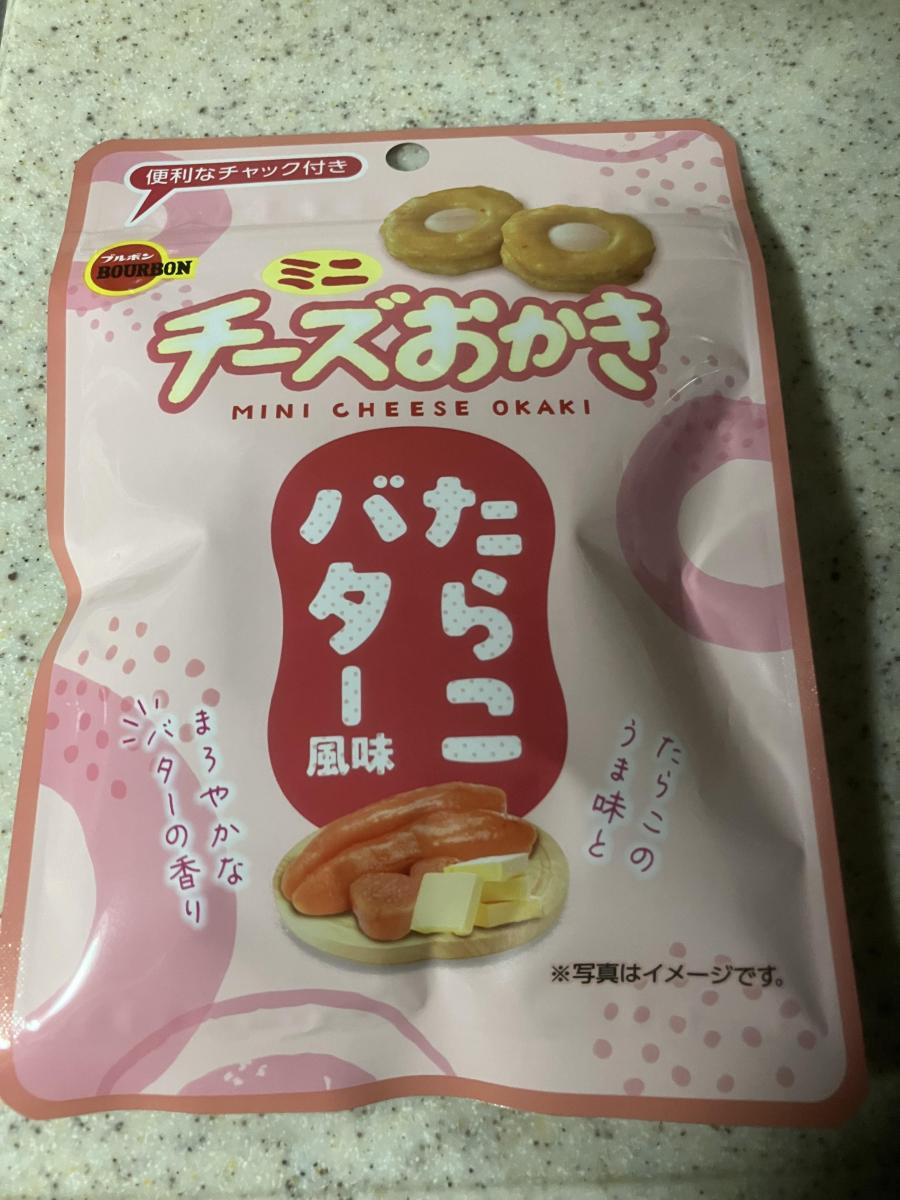 便利なチャック付き
ブルボン
BOURBON
ミニ
チーズおかき
MINI CHEESE OKAKI
たらこ
バター
風味
たらこの
うま味と
まろやかな
バターの香り
※写真はイメージです。